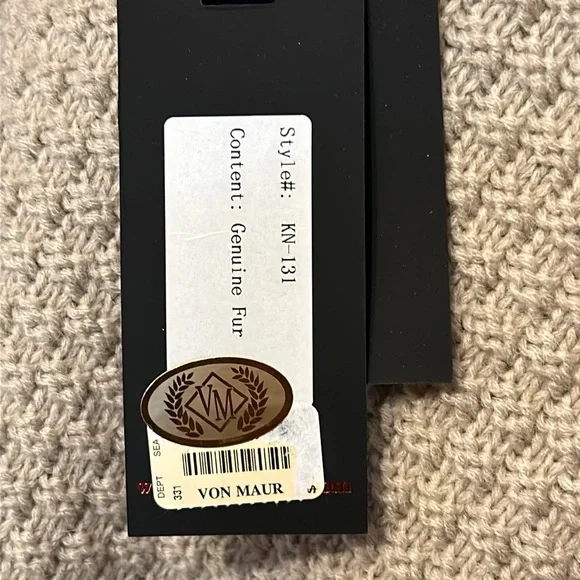 Style#: KN-131
Content: Genuine Fur
VM
DEPT
SEA
331
VON MAUR
$